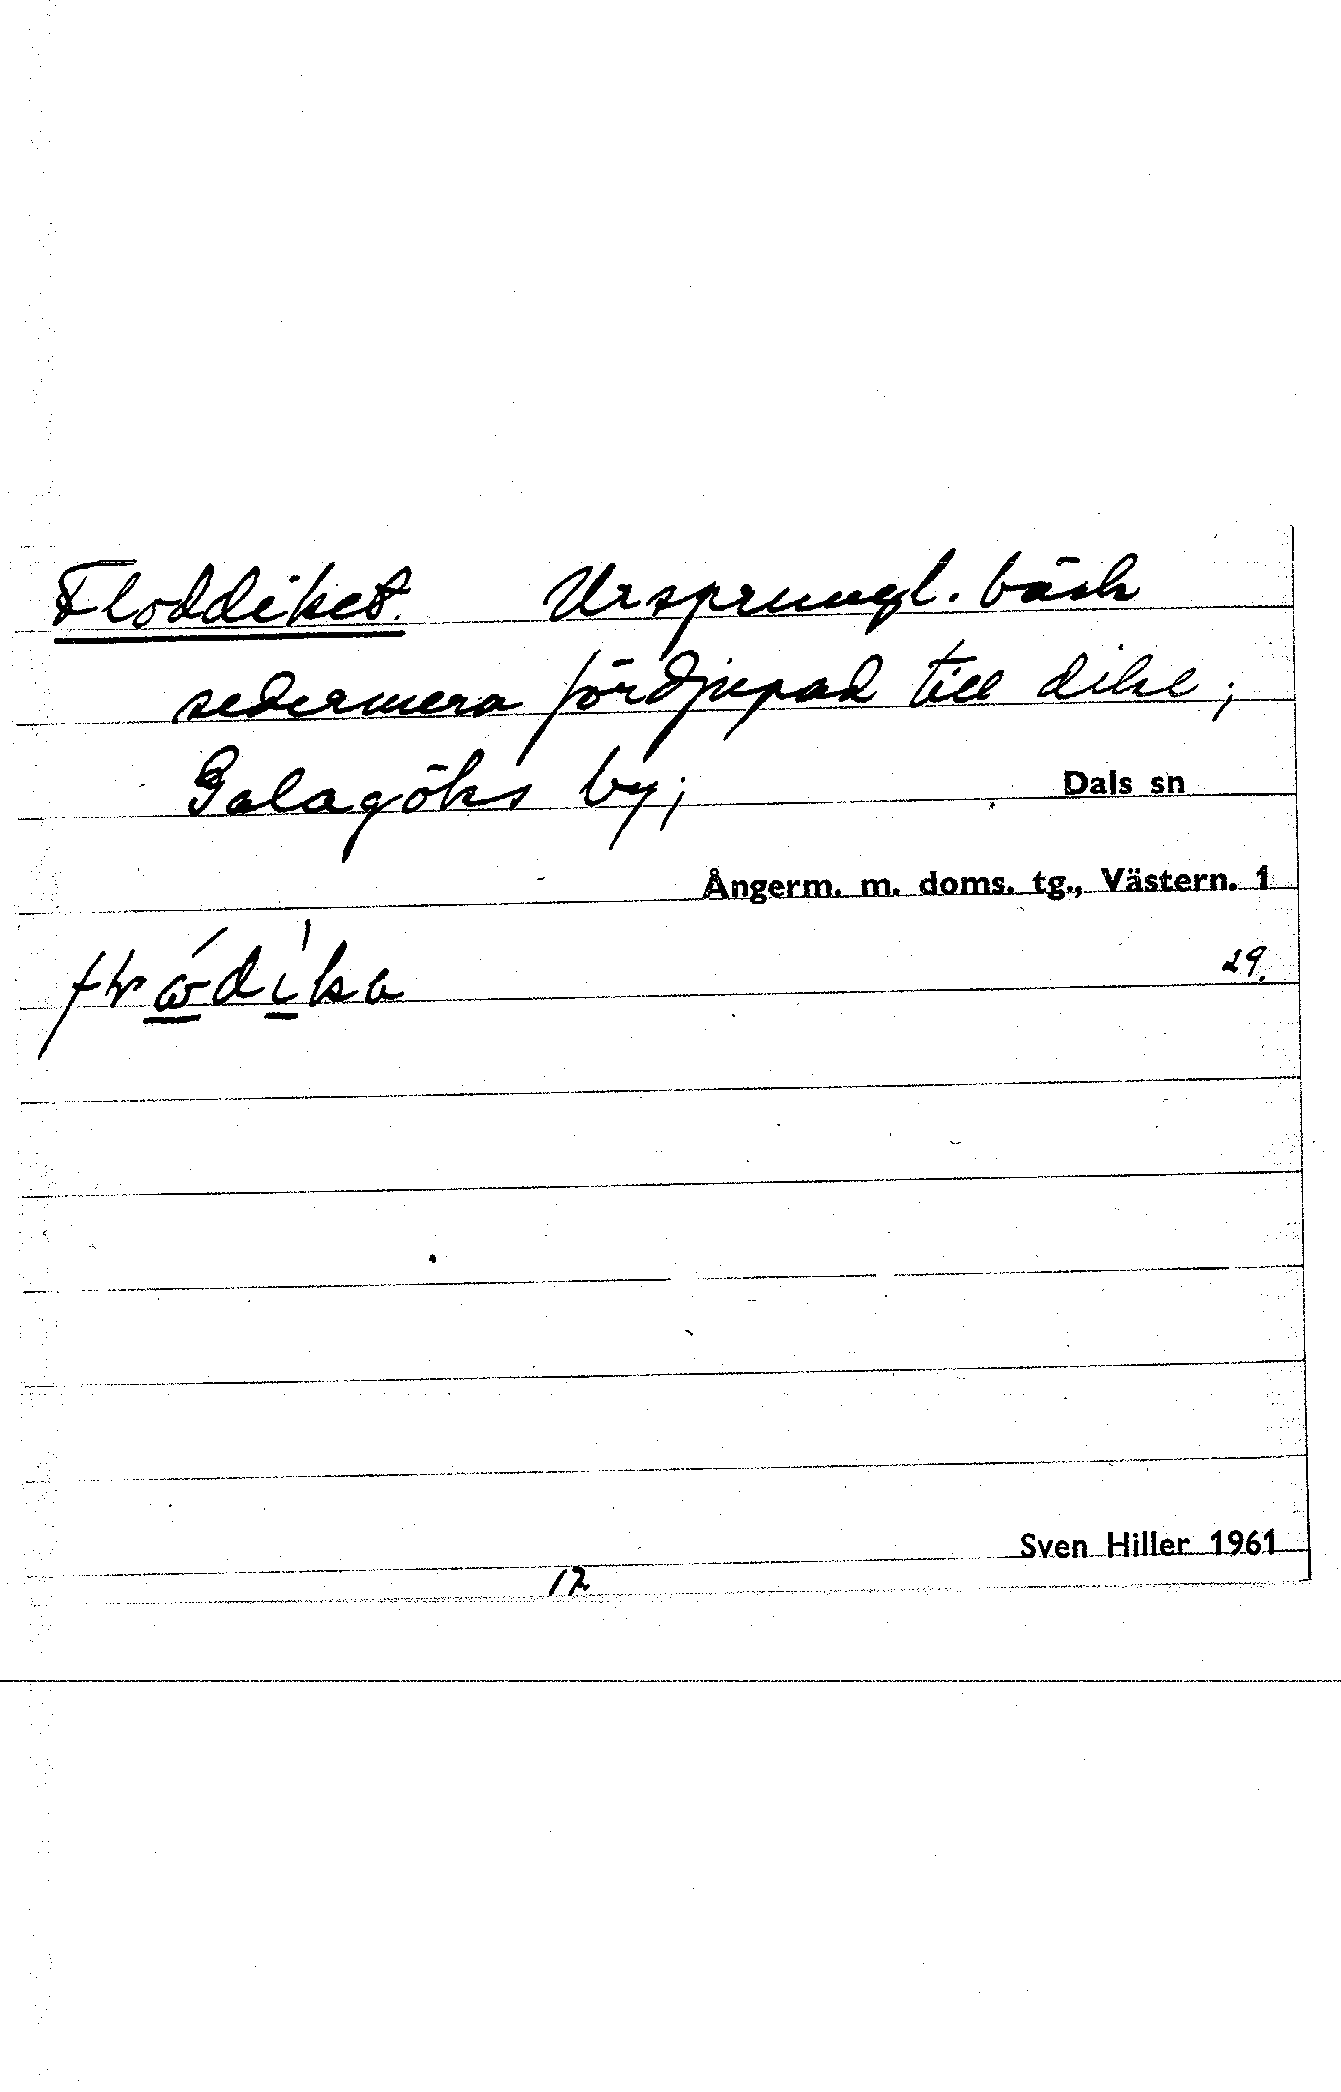 Floddiket. Ursprungl. bäck
sedermera fördjupad till dike;
Galagöks by; Dals sn
Ångerm. m. doms. tg., Västern. 1
29.
Sven Hiller 1961
12